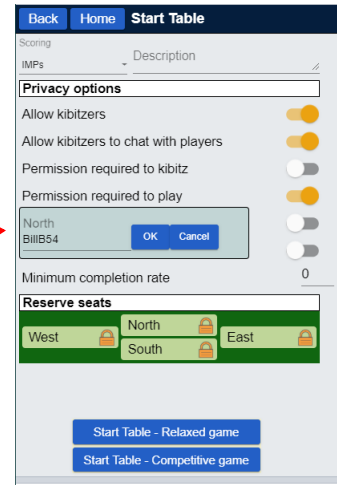 Back Home Start Table
Scoring
IMPs Description
Privacy options
Allow kibitzers
Allow kibitzers to chat with players
Permission required to kibitz
Permission required to play
North
BillB54 OK Cancel
Minimum completion rate 0
Reserve seats
West North East
South
Start Table - Relaxed game
Start Table - Competitive game